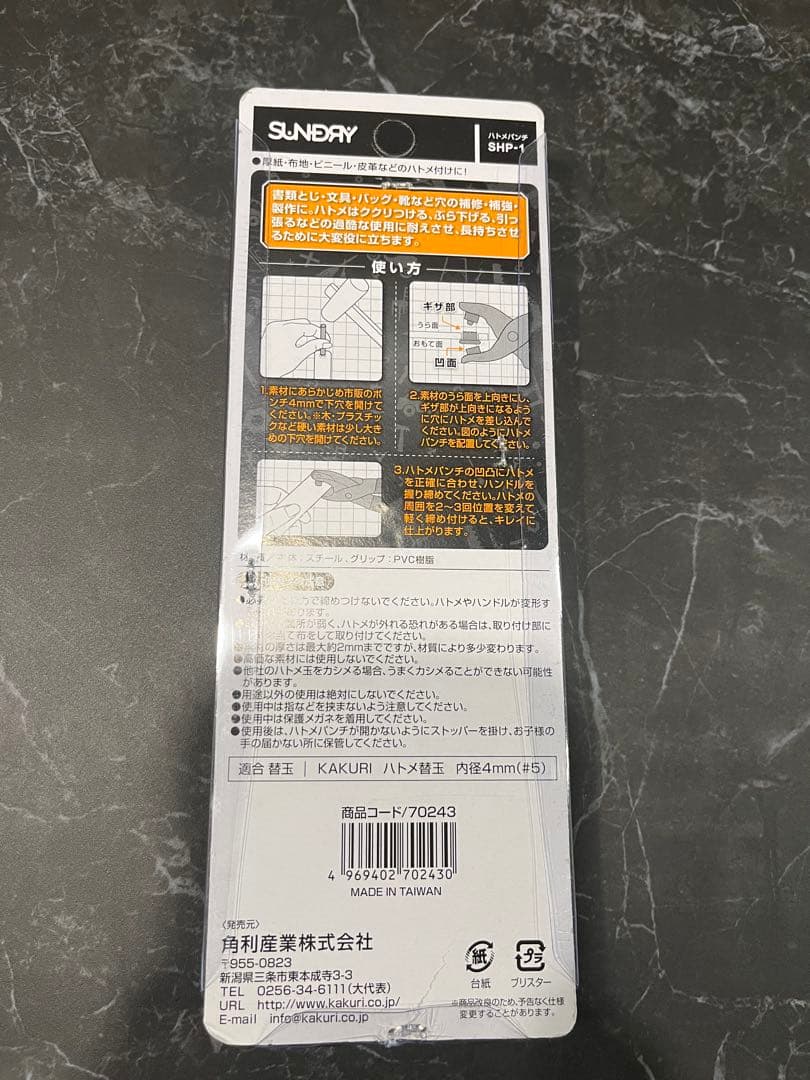 SUNDAY
ハトメパンチ
SHP-1
●厚紙・布地・ビニール・皮革などのハトメ付けに!
書類とじ・文具・バッグ・靴など穴の補修・補強・
製作に。ハトメはククリつける、ぶら下げる、引っ
張るなどの過酷な使用に耐えさせ、長持ちさせ
るために大変役に立ちます。
使い方
1.素材にあらかじめ市販のポ
ンチ4mmで下穴を開けて
ください。※木・プラスチッ
クなど硬い素材は少し大き
めの下穴を開けてください。
ギザ部
うら面
おもて面
凹面
2.素材のうら面を上向きにし、
ギザ部が上向きになるよう
に穴にハトメを差し込んで
ください。図のようにハトメ
パンチを配置してください。
3.ハトメパンチの凹凸にハトメ
を正確に合わせ、ハンドルを
握り締めてください。ハトメの
周囲を2〜3回位置を変えて
軽く締め付けると、キレイに
仕上がります。
体:スチール、グリップ:PVC樹脂
で締めつけないでください。ハトメやハンドルが変形す
ります。
所が弱く、ハトメが外れる恐れがある場合は、取り付け部に
当て布をして取り付けてください。
の厚さは最大約2mmまでですが、材質により多少変わります。
●高価な素材には使用しないでください。
●他社のハトメ玉をカシメる場合、うまくカシメることができない可能性
があります。
●用途以外の使用は絶対にしないでください。
●使用中は指などを挟まないよう注意してください。
●使用中は保護メガネを着用してください。
●使用後は、ハトメパンチが開かないようにストッパーを掛け、お子様の
手の届かない所に保管してください。
適合 替玉 | KAKURI ハトメ替玉 内径4mm(#5)
商品コード/70243
4 969402 702430
MADE IN TAIWAN
〈発売元〉
角利産業株式会社
〒955-0823
新潟県三条市東本成寺3-3
TEL 0256-34-6111(大代表)
URL http://www.kakuri.co.jp/
E-mail info@kakuri.co.jp
紙
台紙
プラ
ブリスター
※商品改良のため、予告なく仕様
変更することがあります。